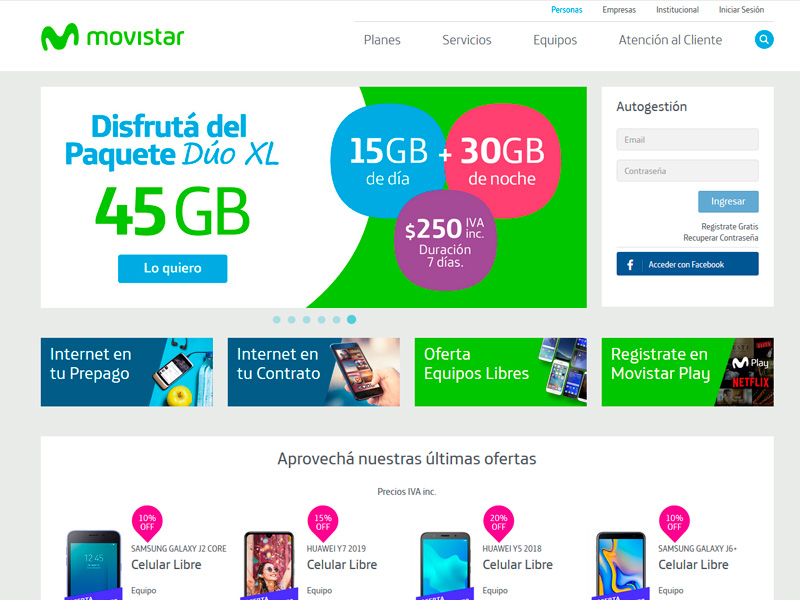 Personas
Empresas
Institucional
Iniciar Sesión
movistar
Planes
Servicios
Equipos
Atención al Cliente
Disfrutá del
Paquete Dúo XL
45 GB
Lo quiero
15GB
de día
+
30GB
de noche
$250 IVA inc.
Duración
7 días.
Autogestión
Email
Contraseña
Ingresar
Registrate Gratis
Recuperar Contraseña
f Acceder con Facebook
Internet en
tu Prepago
Internet en
tu Contrato
Oferta
Equipos Libres
Registrate en
Movistar Play
Play
NETFLIX
Aprovechá nuestras últimas ofertas
Precios IVA inc.
10%
OFF
SAMSUNG GALAXY J2 CORE
Celular Libre
Equipo
12:45
15%
OFF
HUAWEI Y7 2019
Celular Libre
Equipo
20%
OFF
HUAWEI Y5 2018
Celular Libre
Equipo
10%
OFF
SAMSUNG GALAXY J6+
Celular Libre
Equipo